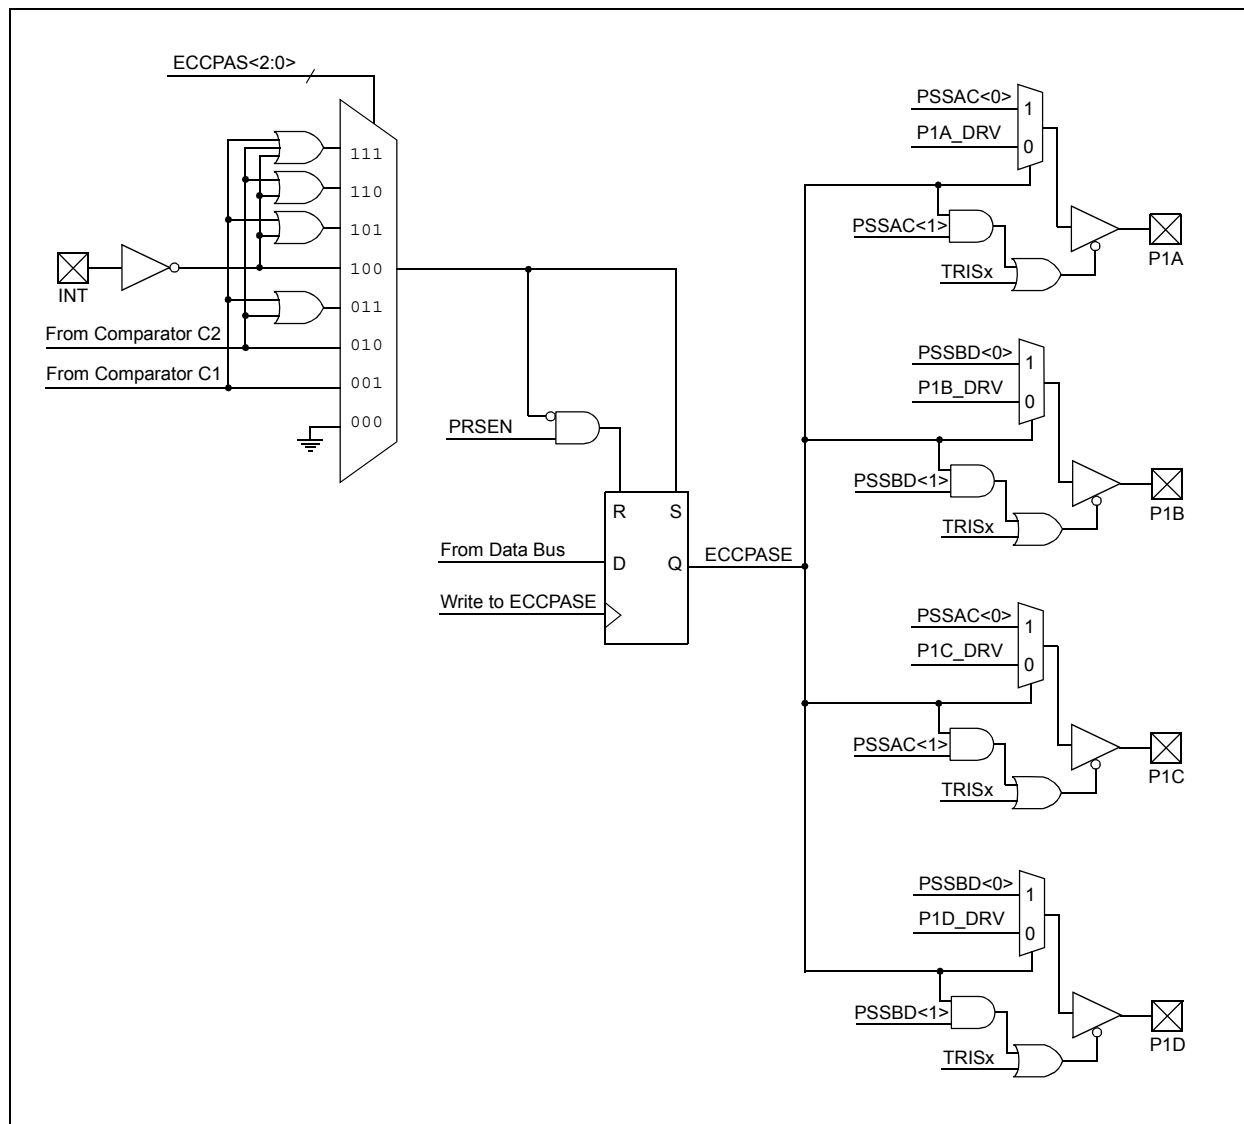 ECCPAS<2:0>
111
110
101
100
011
010
001
000
INT
From Comparator C2
From Comparator C1
PRSEN
R
S
From Data Bus
D
Q
ECCPASE
Write to ECCPASE
PSSAC<0>
1
P1A_DRV
0
PSSAC<1>
TRISx
P1A
PSSBD<0>
1
P1B_DRV
0
PSSBD<1>
TRISx
P1B
PSSAC<0>
1
P1C_DRV
0
PSSAC<1>
TRISx
P1C
PSSBD<0>
1
P1D_DRV
0
PSSBD<1>
TRISx
P1D